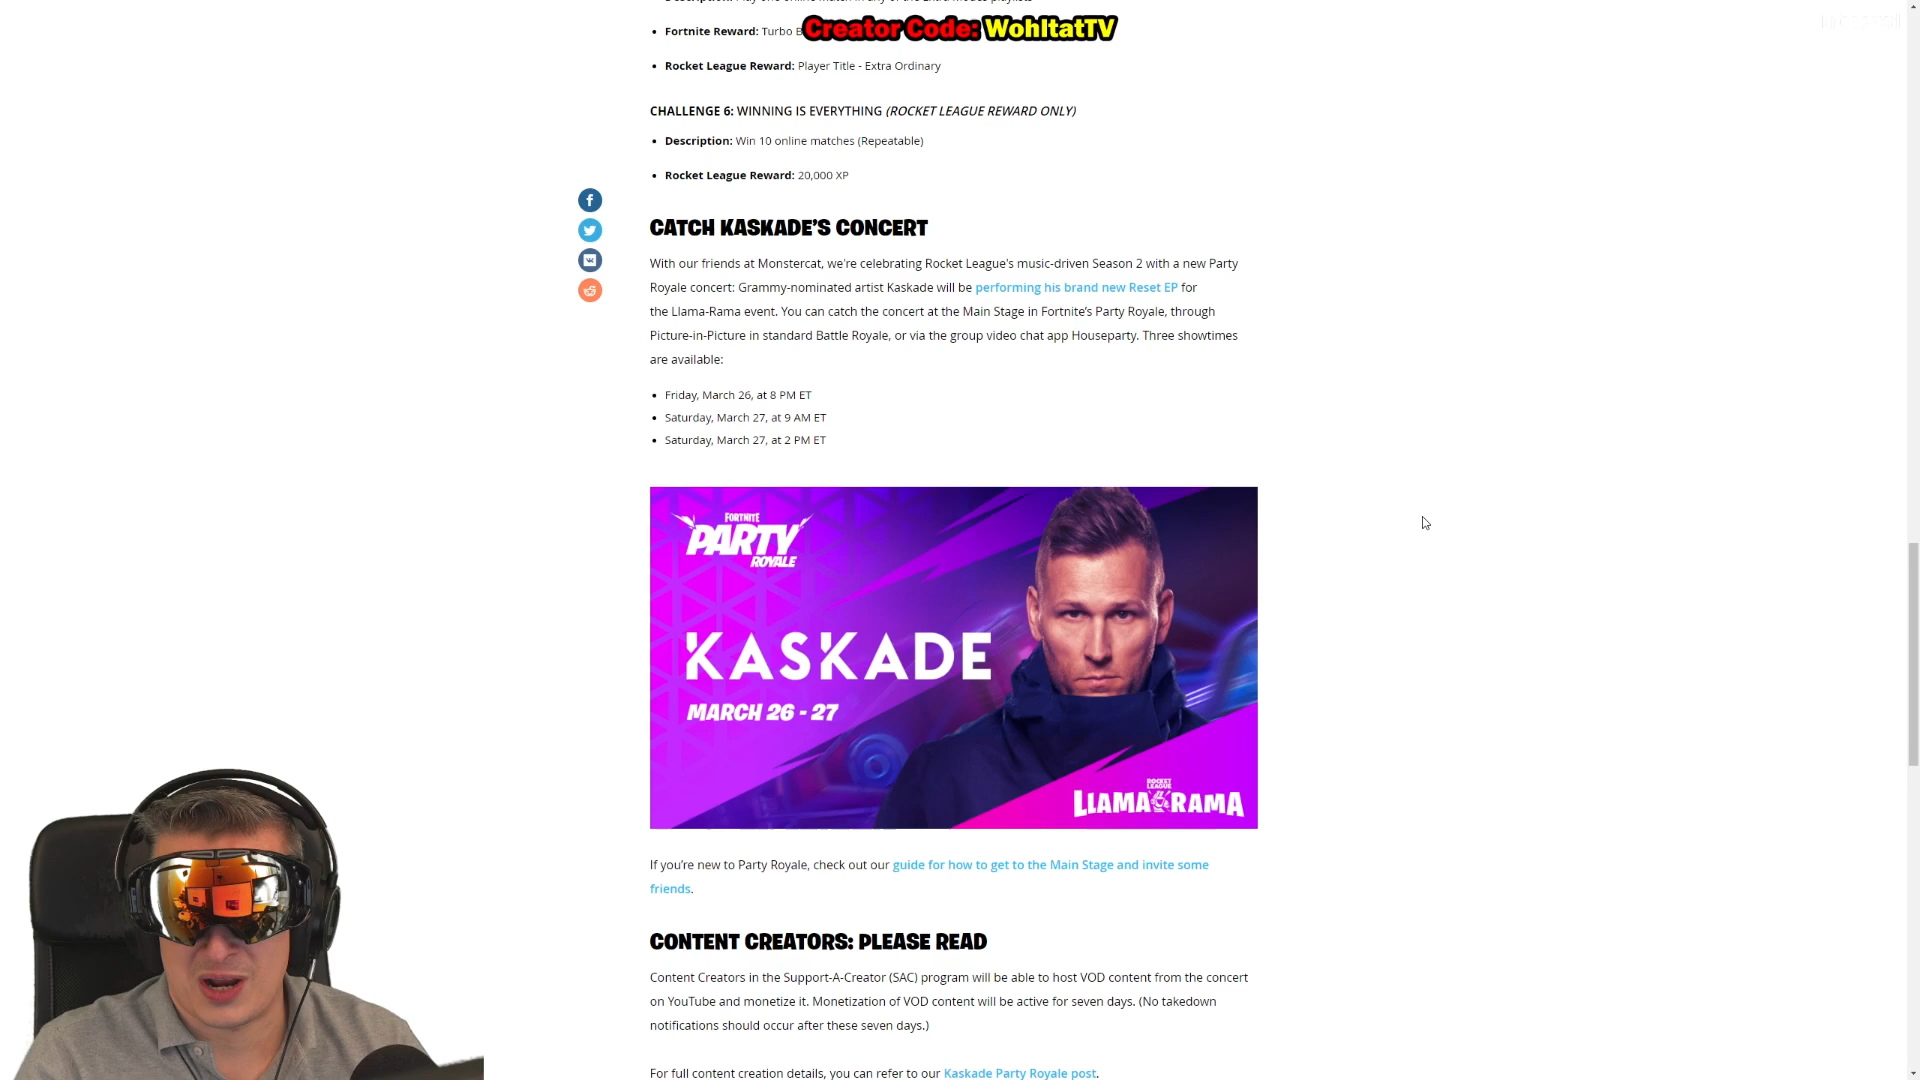 Creator Code: WohltatTV
• Fortnite Reward: Turbo
• Rocket League Reward: Player Title - Extra Ordinary
CHALLENGE 6: WINNING IS EVERYTHING (ROCKET LEAGUE REWARD ONLY)
• Description: Win 10 online matches (Repeatable)
• Rocket League Reward: 20,000 XP
CATCH KASKADE’S CONCERT
With our friends at Monstercat, we're celebrating Rocket League's music-driven Season 2 with a new Party
Royale concert: Grammy-nominated artist Kaskade will be performing his brand new Reset EP for
the Llama-Rama event. You can catch the concert at the Main Stage in Fortnite’s Party Royale, through
Picture-in-Picture in standard Battle Royale, or via the group video chat app Houseparty. Three showtimes
are available:
• Friday, March 26, at 8 PM ET
• Saturday, March 27, at 9 AM ET
• Saturday, March 27, at 2 PM ET
FORTNITE
PARTY
ROYALE
KASKADE
MARCH 26 - 27
ROCKET
LEAGUE
LLAMA RAMA
If you’re new to Party Royale, check out our guide for how to get to the Main Stage and invite some
friends.
CONTENT CREATORS: PLEASE READ
Content Creators in the Support-A-Creator (SAC) program will be able to host VOD content from the concert
on YouTube and monetize it. Monetization of VOD content will be active for seven days. (No takedown
notifications should occur after these seven days.)
For full content creation details, you can refer to our Kaskade Party Royale post.